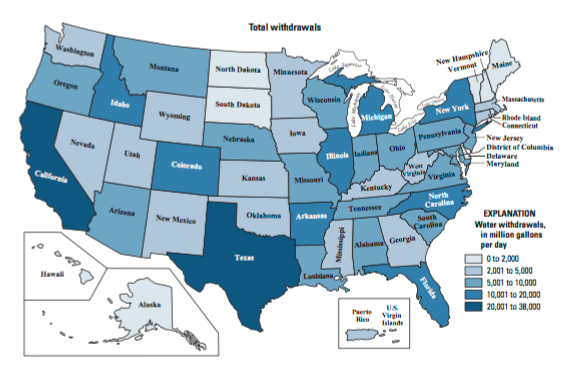 Total withdrawals
Washington
Oregon
California
Idaho
Nevada
Montana
Wyoming
Utah
Colorado
Arizona
New Mexico
North Dakota
South Dakota
Nebraska
Kansas
Oklahoma
Texas
Minnesota
Iowa
Missouri
Arkansas
Louisiana
Wisconsin
Illinois
Michigan
Indiana
Ohio
Kentucky
Tennessee
Mississippi
Alabama
Georgia
Florida
South
Carolina
North
Carolina
Virginia
West
Virginia
Pennsylvania
New York
Lake Superior
Lake Michigan
New Hampshire
Vermont
Maine
Massachusetts
Rhode Island
Connecticut
New Jersey
District of Columbia
Delaware
Maryland
Hawaii
Alaska
Puerto
Rico
U.S.
Virgin
Islands
EXPLANATION
Water withdrawals,
in million gallons
per day
0 to 2,000
2,001 to 5,000
5,001 to 10,000
10,001 to 20,000
20,001 to 38,000